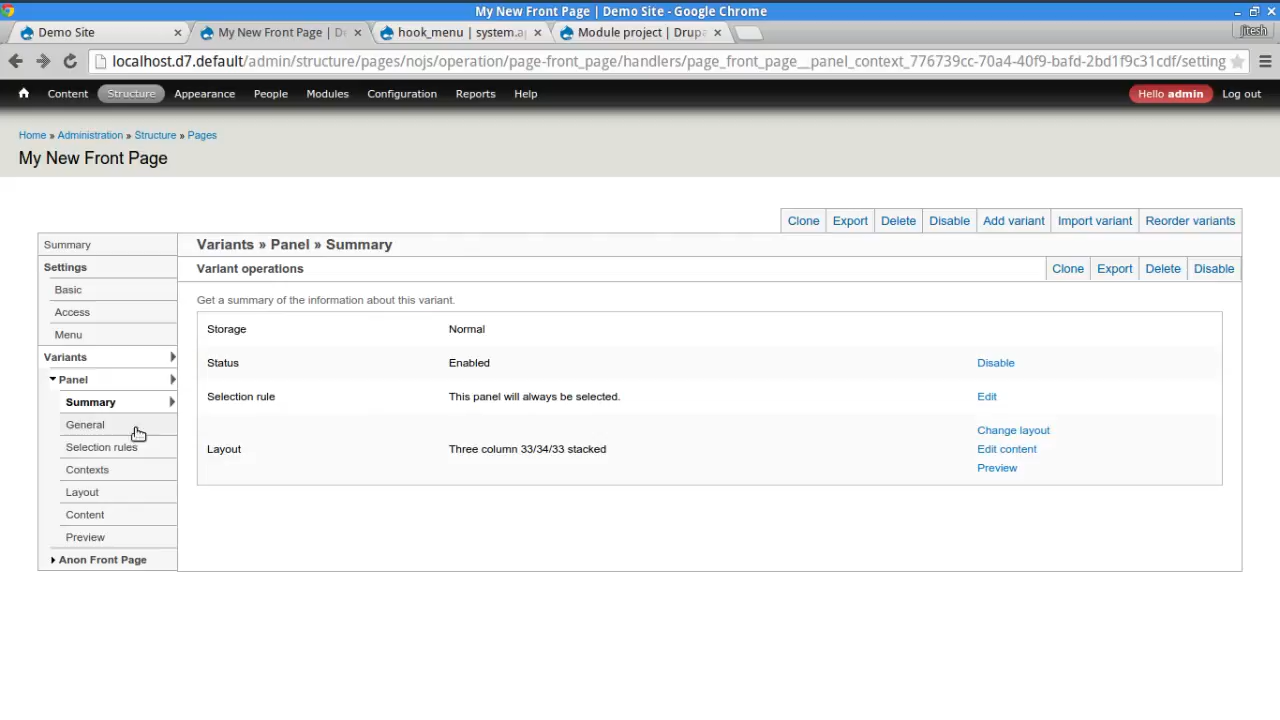 My New Front Page | Demo Site - Google Chrome
Demo Site
My New Front Page | D
hook_menu | system.a
Module project | Drup
jitesh
localhost.d7.default/admin/structure/pages/nojs/operation/page-front_page/handlers/page_front_page__panel_context_776739cc-70a4-40f9-bafd-2bd1f9c31cdf/setting
Content Structure Appearance People Modules Configuration Reports Help
Hello admin Log out
Home » Administration » Structure » Pages
My New Front Page
Clone Export Delete Disable Add variant Import variant Reorder variants
Summary
Settings
Basic
Access
Menu
Variants
Panel
Summary
General
Selection rules
Contexts
Layout
Content
Preview
Anon Front Page
Variants » Panel » Summary
Variant operations
Clone Export Delete Disable
Get a summary of the information about this variant.
Storage Normal
Status Enabled Disable
Selection rule This panel will always be selected. Edit
Layout Three column 33/34/33 stacked
Change layout
Edit content
Preview